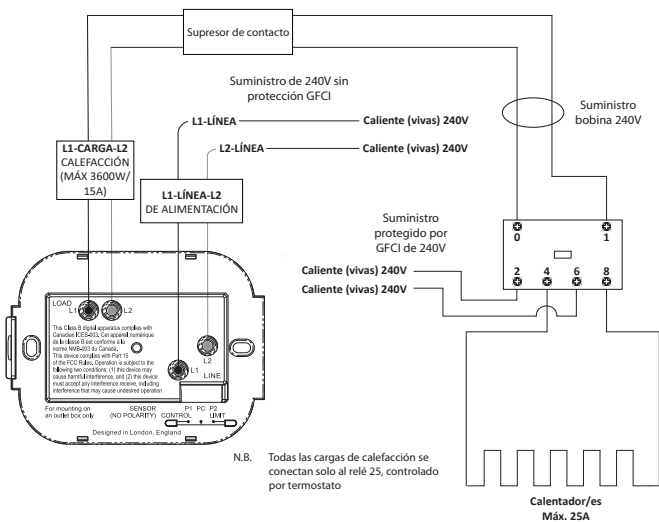 Supresor de contacto
Suministro de 240V sin
protección GFCI
L1-LÍNEA
Caliente (vivas) 240V
L2-LÍNEA
Caliente (vivas) 240V
Suministro
bobina 240V
L1-CARGA-L2
CALEFACCIÓN
(MÁX 3600W/
15A)
L1-LÍNEA-L2
DE ALIMENTACIÓN
Suministro
protegido por
GFCI de 240V
Caliente (vivas) 240V
Caliente (vivas) 240V
0
1
2
4
6
8
LOAD
L1
L2
This Class B digital apparatus complies with
Canadian ICES-003. Cet appareil numérique
de la classe B est conforme à la
norme NMB-003 du Canada.
This device complies with Part 15
of the FCC Rules. Operation is subject to the
following two conditions: (1) this device may
cause harmful interference, and (2) this device
must accept any interference receive, including
interference that may cause undesired operation
L2
L1
LINE
For mounting on
an outlet box only
SENSOR
(NO POLARITY)
P1 PC P2
CONTROL
LIMIT
Designed in London, England
N.B. Todas las cargas de calefacción se
conectan solo al relé 25, controlado
por termostato
Calentador/es
Máx. 25A